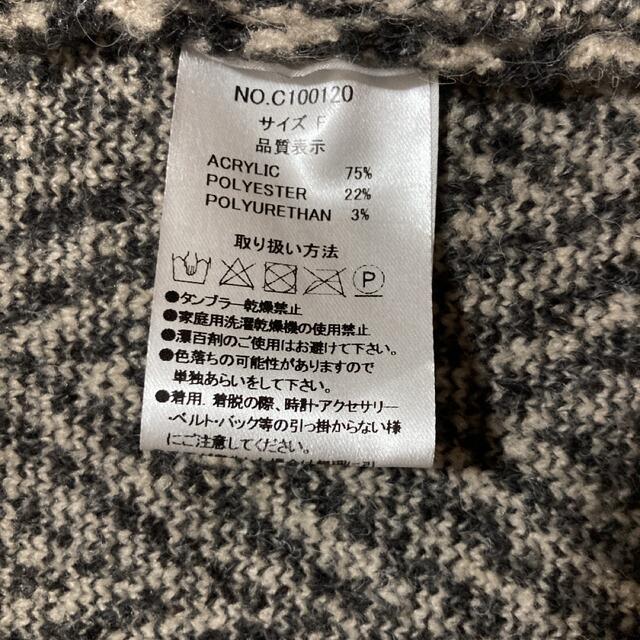 NO.C100120
サイズ F
品質表示
ACRYLIC 75%
POLYESTER 22%
POLYURETHAN 3%
取り扱い方法
P
●タンブラー乾燥禁止
●家庭用洗濯乾燥機の使用禁止
●漂白剤のご使用はお避けて下さい。
●色落ちの可能性がありますので
単独あらいをして下さい。
●着用．着脱の際、時計・アクセサリー
・ベルト・バック等の引っ掛からない様
にご注意してください。